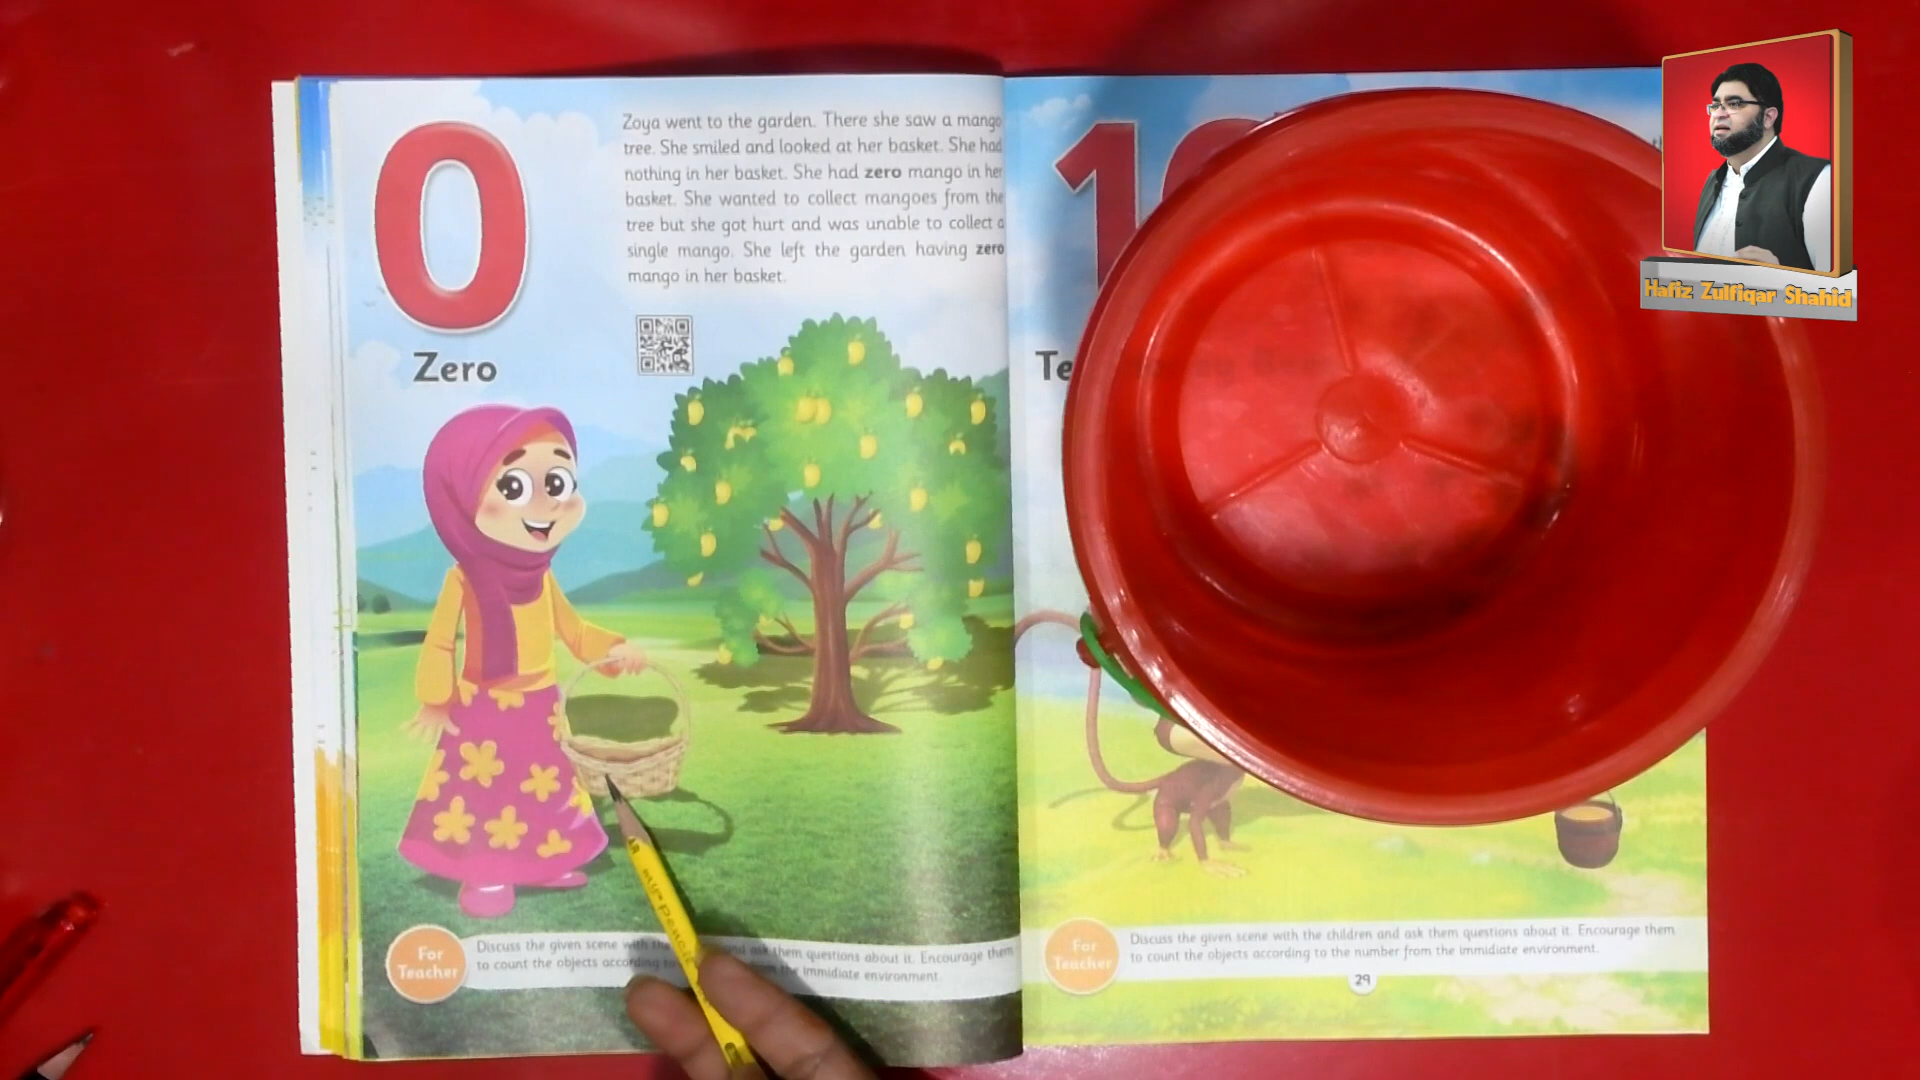 0
Zoya went to the garden. There she saw a mango
tree. She smiled and looked at her basket. She had
nothing in her basket. She had zero mango in her
basket. She wanted to collect mangoes from the
tree but she got hurt and was unable to collect a
single mango. She left the garden having zero
mango in her basket.
Zero
For
Teacher
Discuss the given scene with the and ask them questions about it. Encourage them
to count the objects according to from the immidiate environment.
1
Te
For
Teacher
Discuss the given scene with the children and ask them questions about it. Encourage them
to count the objects according to the number from the immidiate environment.
29
Hafiz Zulfiqar Shahid